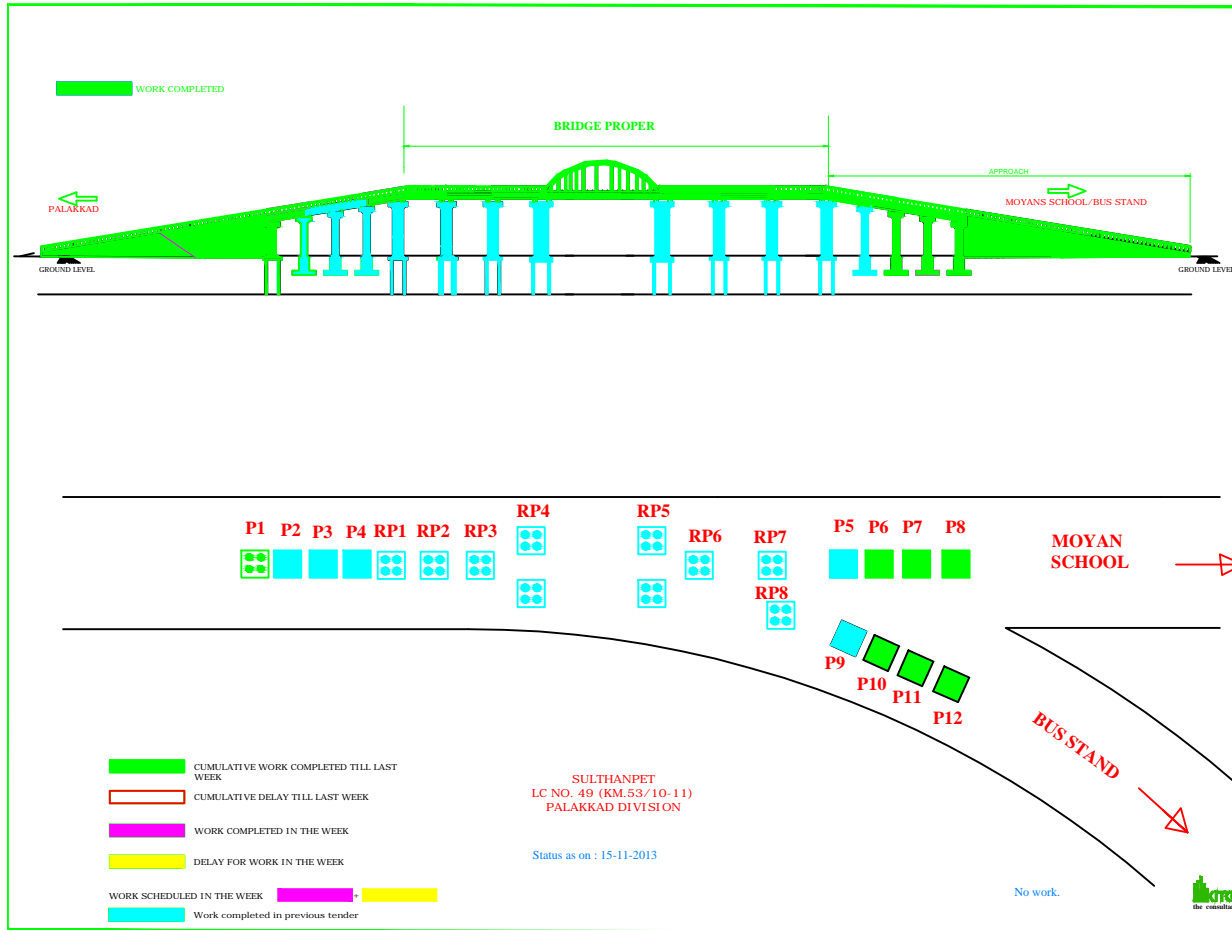 WORK COMPLETED
BRIDGE PROPER
APPROACH
PALAKKAD
MOYANS SCHOOL/BUS STAND
GROUND LEVEL
GROUND LEVEL
P1
P2
P3
P4
RP1
RP2
RP3
RP4
RP5
RP6
RP7
RP8
P5
P6
P7
P8
MOYAN
SCHOOL
P9
P10
P11
P12
BUS STAND
CUMULATIVE WORK COMPLETED TILL LAST
WEEK
CUMULATIVE DELAY TILL LAST WEEK
WORK COMPLETED IN THE WEEK
DELAY FOR WORK IN THE WEEK
WORK SCHEDULED IN THE WEEK +
Work completed in previous tender
SULTHANPET
LC NO. 49 (KM.53/10-11)
PALAKKAD DIVISION
Status as on : 15-11-2013
No work.
the consulta